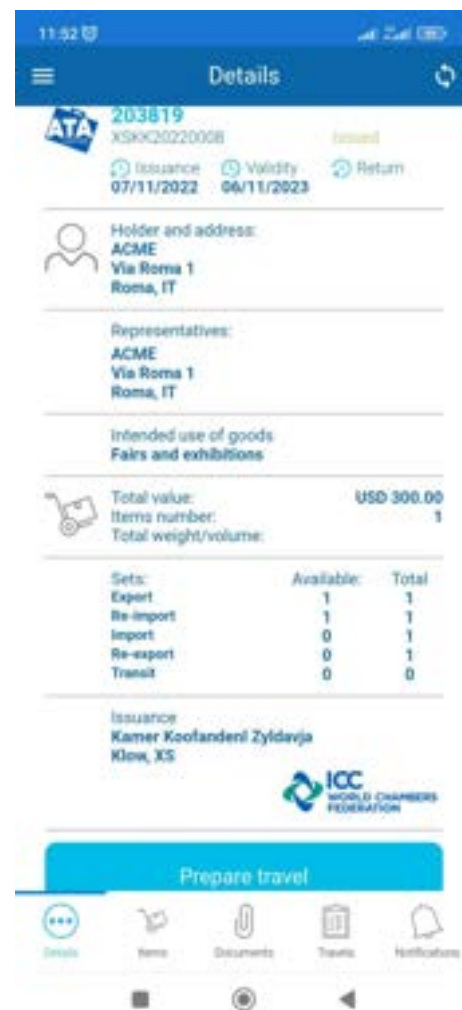 11:52
Details
ATA
203819
XSKK20220008 Issued
Issuance Validity Return
07/11/2022 06/11/2023
Holder and address:
ACME
Via Roma 1
Roma, IT
Representatives:
ACME
Via Roma 1
Roma, IT
Intended use of goods
Fairs and exhibitions
Total value: USD 300.00
Items number: 1
Total weight/volume:
Sets: Available: Total
Export 1 1
Re-import 1 1
Import 0 1
Re-export 0 1
Transit 0 0
Issuance
Kamer Koofandenl Zyldavja
Klow, XS
ICC
WORLD CHAMBERS
FEDERATION
Prepare travel
Details Items Documents Travels Notifications